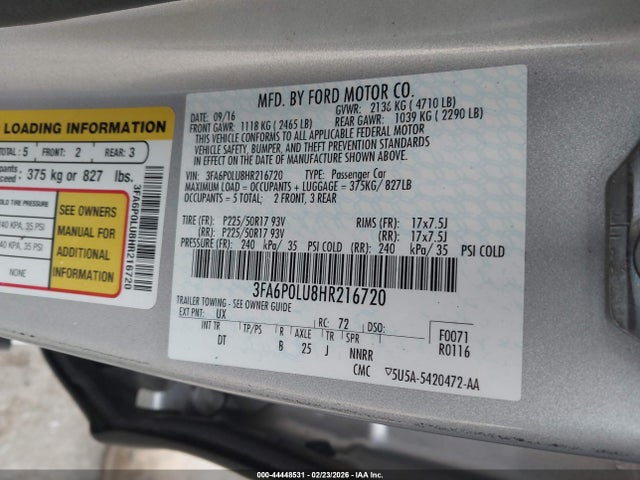 LOADING INFORMATION
TOTAL: 5 FRONT: 2 REAR: 3
375 kg or 827 lbs.
TIRE PRESSURE
240 KPA, 35 PSI
240 KPA, 35 PSI
NONE
SEE OWNERS
MANUAL FOR
ADDITIONAL
INFORMATION
3FA6P0LU8HR216720
MFD. BY FORD MOTOR CO.
DATE: 09/16 GVWR: 2136 KG ( 4710 LB)
FRONT GAWR: 1118 KG ( 2465 LB) REAR GAWR: 1039 KG ( 2290 LB)
THIS VEHICLE CONFORMS TO ALL APPLICABLE FEDERAL MOTOR
VEHICLE SAFETY, BUMPER, AND THEFT PREVENTION STANDARDS
IN EFFECT ON THE DATE OF MANUFACTURE SHOWN ABOVE.
VIN: 3FA6P0LU8HR216720 TYPE: Passenger Car
MAXIMUM LOAD = OCCUPANTS + LUGGAGE = 375KG/ 827LB
OCCUPANTS = 5 TOTAL; 2 FRONT, 3 REAR
TIRE (FR): P225/50R17 93V RIMS (FR): 17x7.5J
(RR): P225/50R17 93V (RR): 17x7.5J
PRESSURE(FR): 240 kPa/ 35 PSI COLD (RR): 240 kPa/ 35 PSI COLD
3FA6P0LU8HR216720
TRAILER TOWING - SEE OWNER GUIDE
EXT PNT: UX RC: 72 DSO: F0071
INT TR TP/PS R AXLE TR SPR R0116
DT B 25 J NNRR
CMC ▽5U5A-5420472-AA
000-44448531 - 02/23/2026 - IAA Inc.